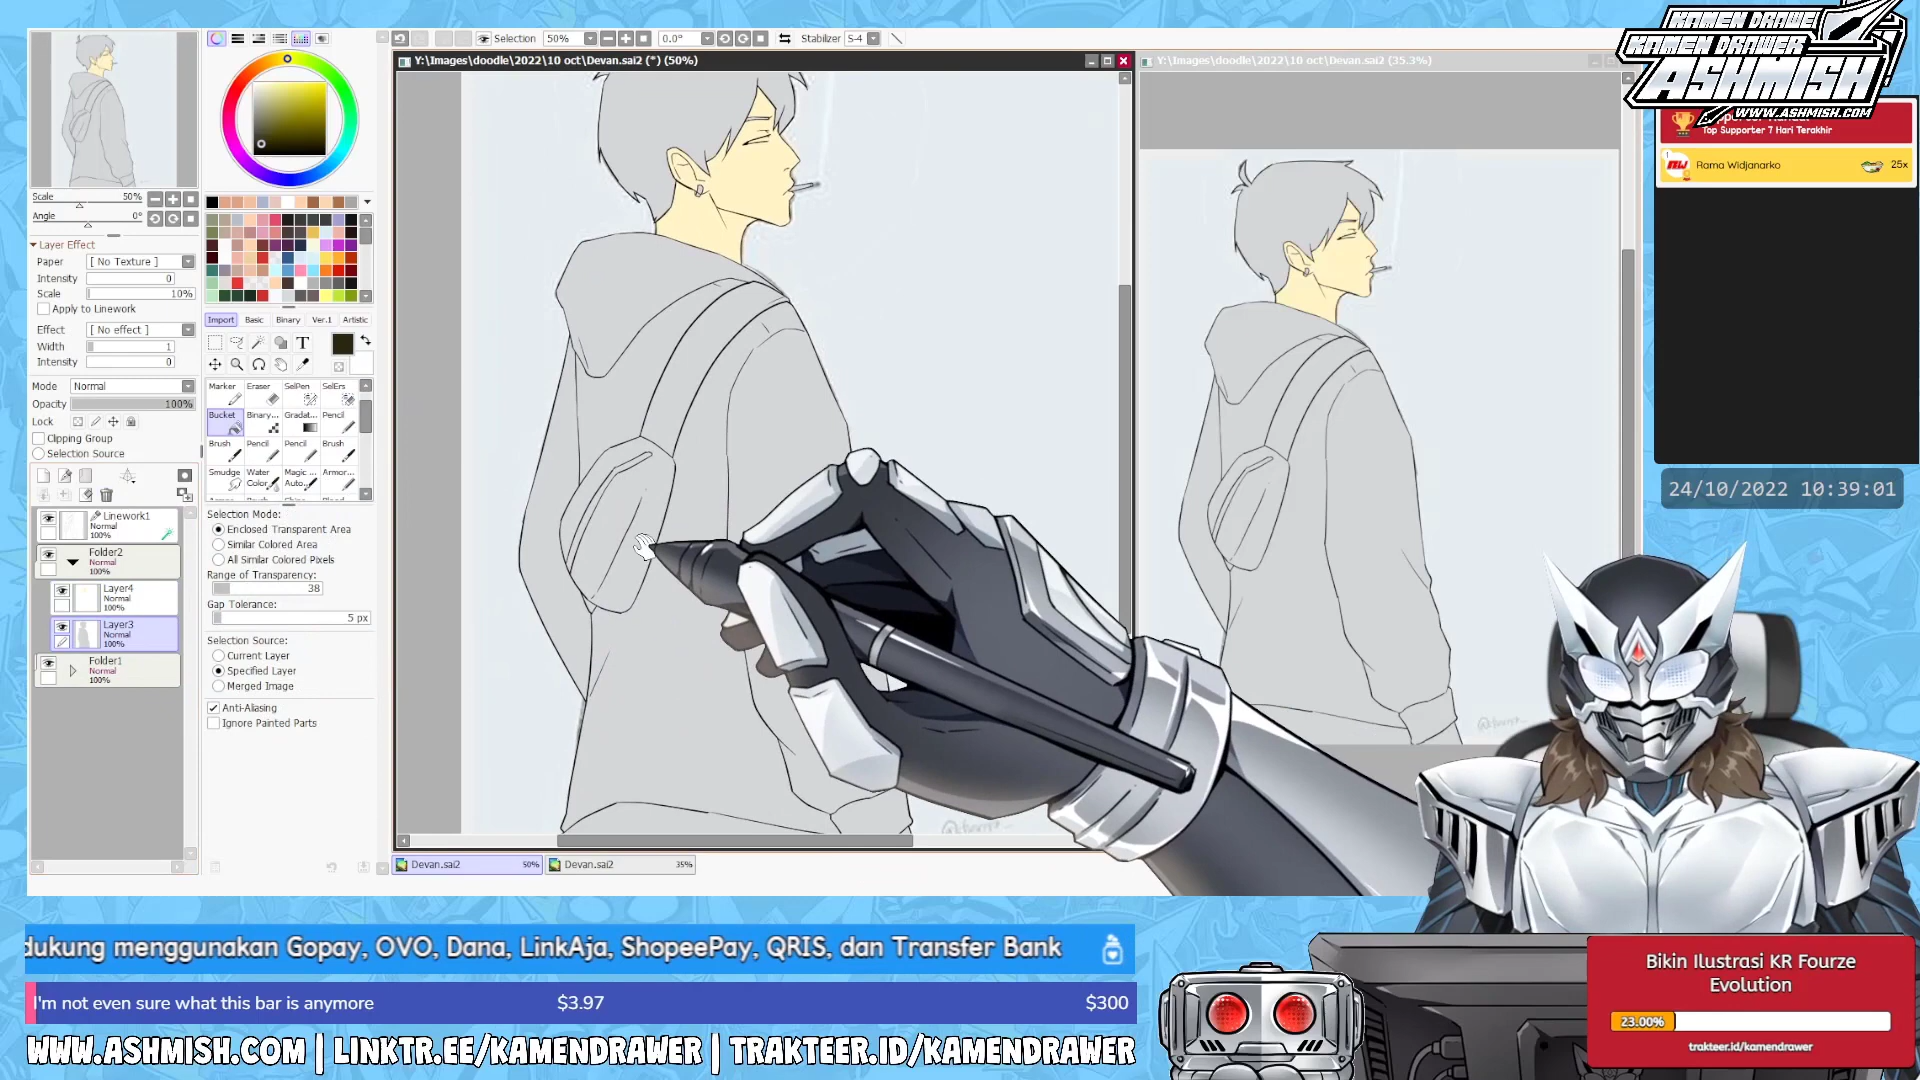 Selection
50%
0.0°
Stabilizer
S-4
Y:\Images\doodle\2022\10 oct\Devan.sai2 (*) (50%)
Y:\Images\doodle\2022\10 oct\Devan.sai2 (35.3%)
KAMEN DRAWER
ASHMISH
WWW.ASHMISH.COM
Top Supporter 7 Hari Terakhir
Rama Widjanarko
25x
24/10/2022 10:39:01
Scale
50%
Angle
0°
Layer Effect
Paper
[ No Texture ]
Intensity
0
Scale
10%
Apply to Linework
Effect
[ No effect ]
Width
1
Intensity
0
Mode
Normal
Opacity
100%
Lock
Clipping Group
Selection Source
Linework1
Normal
100%
Folder2
Normal
100%
Layer4
Normal
100%
Layer3
Normal
100%
Folder1
Normal
100%
Import
Basic
Binary
Ver.1
Artistic
T
Marker
Eraser
SelPen
SelErs
Bucket
Binary...
Gradat...
Pencil
Brush
Pencil
Pencil
Brush
Smudge
Water Color
Magic ... Auto...
Armor...
Selection Mode:
Enclosed Transparent Area
Similar Colored Area
All Similar Colored Pixels
Range of Transparency:
38
Gap Tolerance:
5 px
Selection Source:
Current Layer
Specified Layer
Merged Image
Anti-Aliasing
Ignore Painted Parts
Devan.sai2
50%
Devan.sai2
35%
dukung menggunakan Gopay, OVO, Dana, LinkAja, ShopeePay, QRIS, dan Transfer Bank
I'm not even sure what this bar is anymore
$3.97
$300
WWW.ASHMISH.COM | LINKTR.EE/KAMENDRAWER | TRAKTEER.ID/KAMENDRAWER
Bikin Ilustrasi KR Fourze
Evolution
23.00%
trakteer.id/kamendrawer